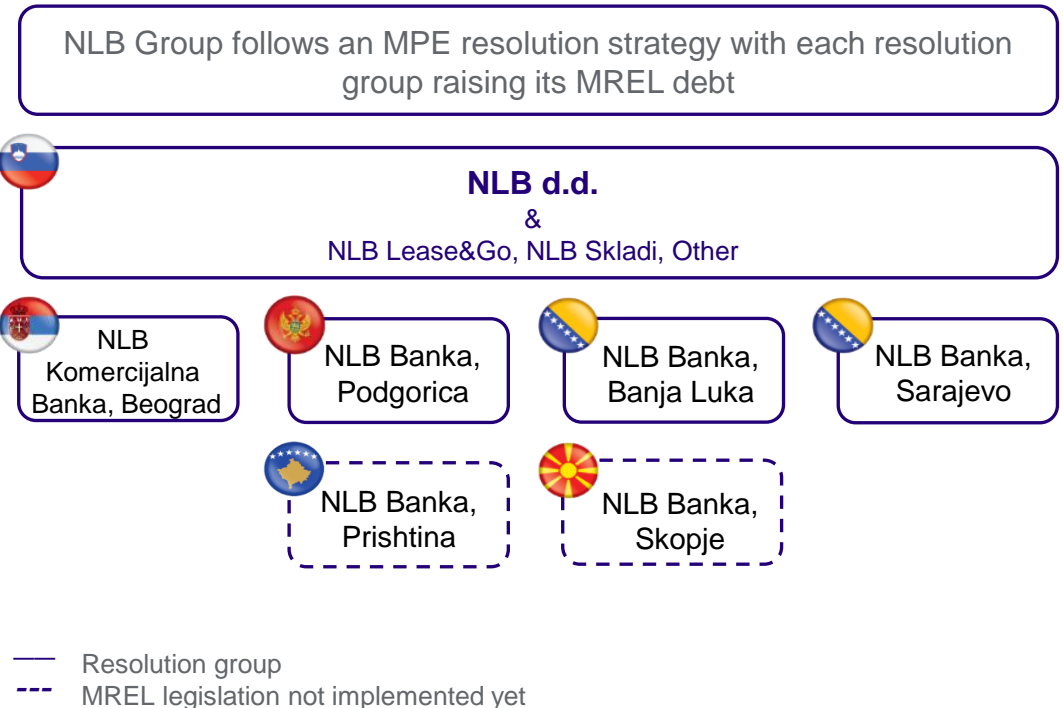 NLB Group follows an MPE resolution strategy with each resolution
group raising its MREL debt
NLB d.d.
&
NLB Lease&Go, NLB Skladi, Other
NLB
Komercijalna
Banka, Beograd
NLB Banka,
Podgorica
NLB Banka,
Banja Luka
NLB Banka,
Sarajevo
NLB Banka,
Prishtina
NLB Banka,
Skopje
Resolution group
MREL legislation not implemented yet